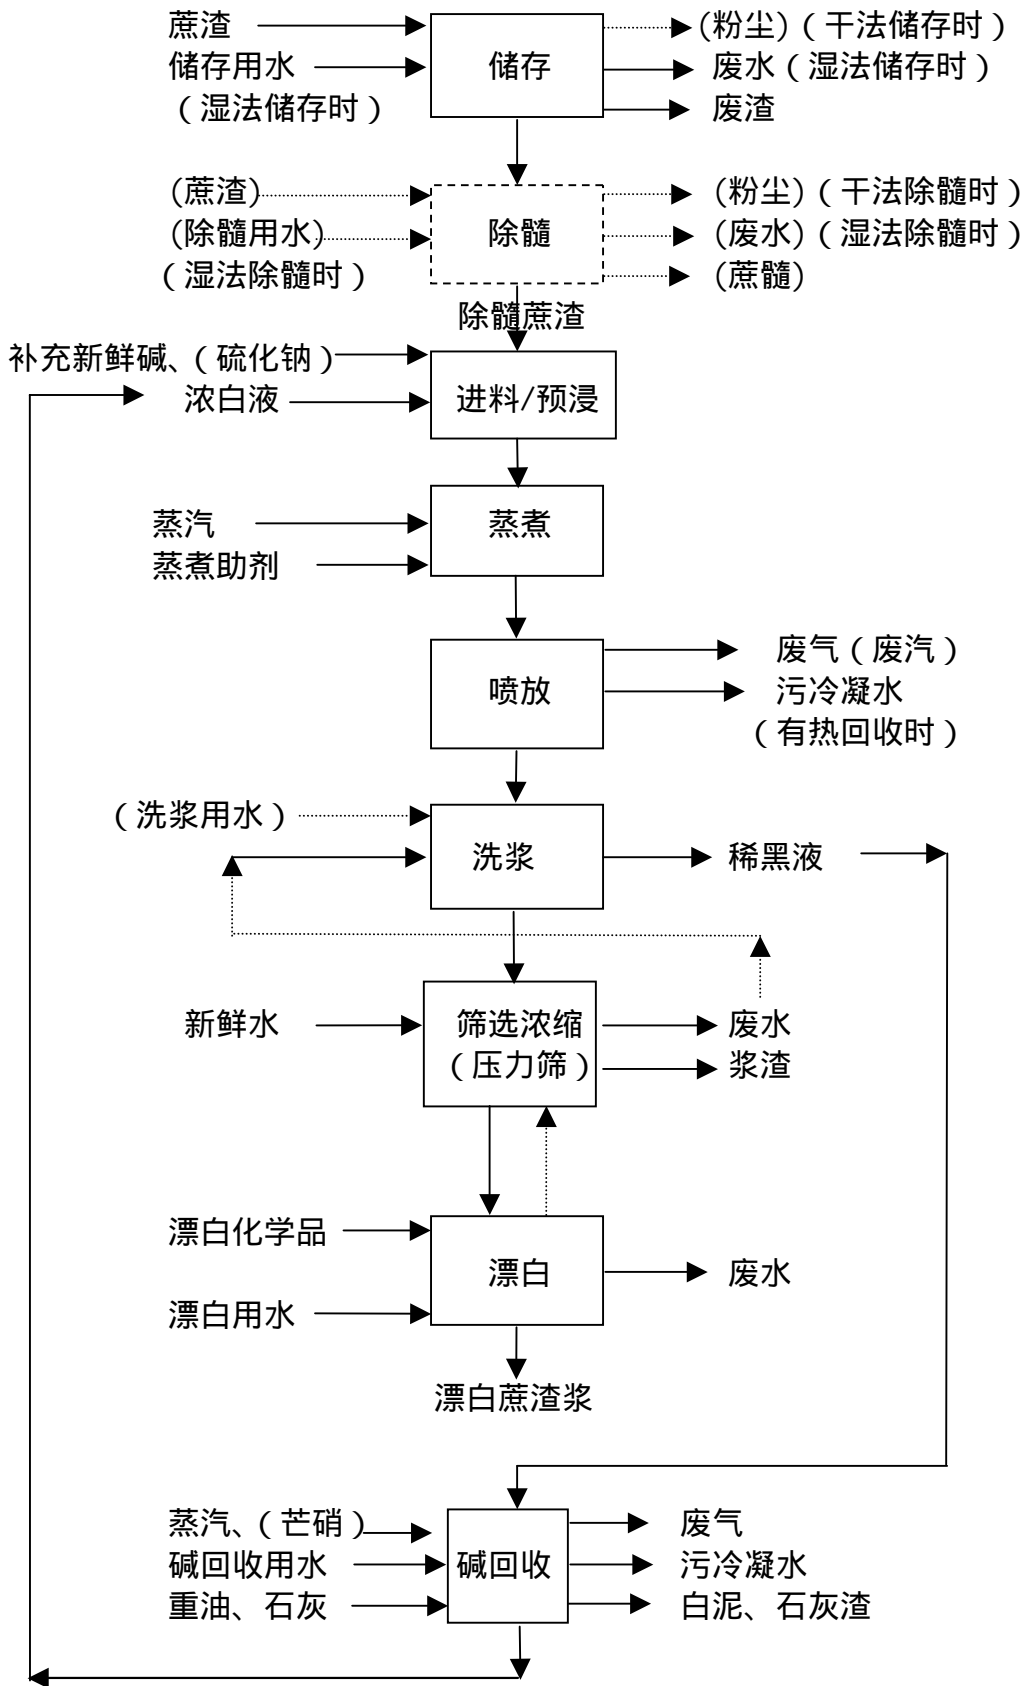 蔗渣
储存用水
（湿法储存时）
储存
(粉尘)（干法储存时）
废水（湿法储存时）
废渣
(蔗渣)
(除髓用水)
（湿法除髓时）
除髓
(粉尘)（干法除髓时）
(废水)（湿法除髓时）
(蔗髓)
除髓蔗渣
补充新鲜碱、（硫化钠）
浓白液
进料/预浸
蒸汽
蒸煮助剂
蒸煮
喷放
废气（废汽）
污冷凝水
（有热回收时）
（洗浆用水）
洗浆
稀黑液
新鲜水
筛选浓缩
（压力筛）
废水
浆渣
漂白化学品
漂白用水
漂白
废水
漂白蔗渣浆
蒸汽、（芒硝）
碱回收用水
重油、石灰
碱回收
废气
污冷凝水
白泥、石灰渣